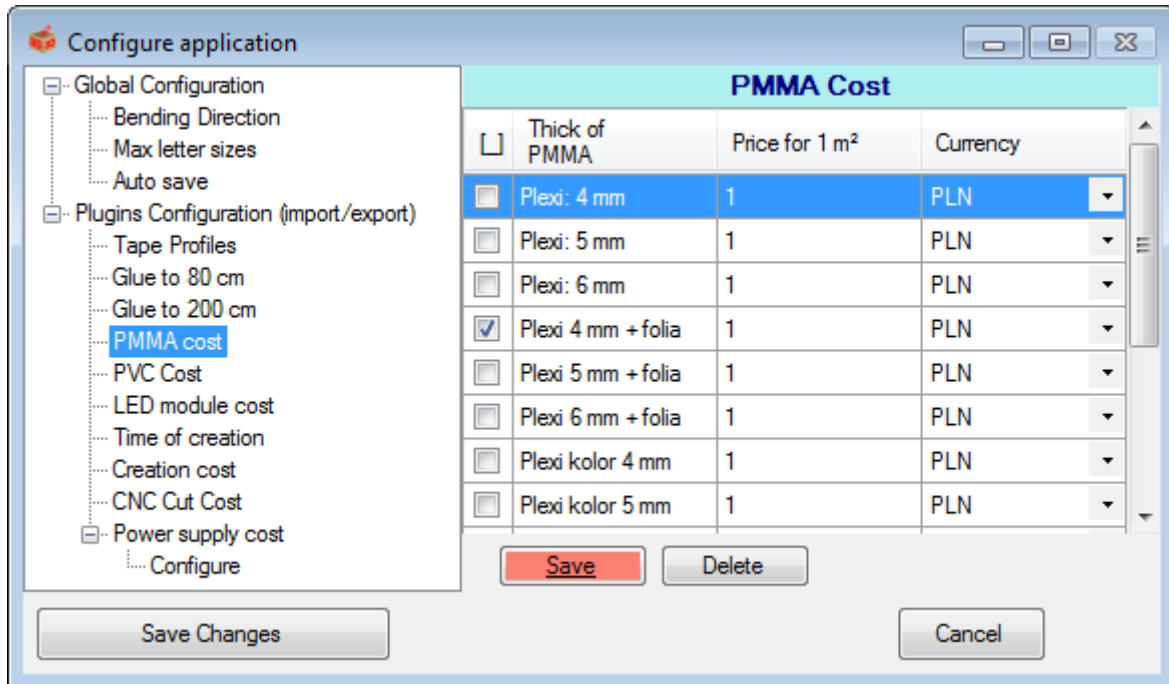 Configure application
Global Configuration
Bending Direction
Max letter sizes
Auto save
Plugins Configuration (import/export)
Tape Profiles
Glue to 80 cm
Glue to 200 cm
PMMA cost
PVC Cost
LED module cost
Time of creation
Creation cost
CNC Cut Cost
Power supply cost
Configure
PMMA Cost
[.] Thick of PMMA Price for 1 m² Currency
Plexi: 4 mm 1 PLN
Plexi: 5 mm 1 PLN
Plexi: 6 mm 1 PLN
Plexi 4 mm + folia 1 PLN
Plexi 5 mm + folia 1 PLN
Plexi 6 mm + folia 1 PLN
Plexi kolor 4 mm 1 PLN
Plexi kolor 5 mm 1 PLN
Save Delete
Save Changes Cancel